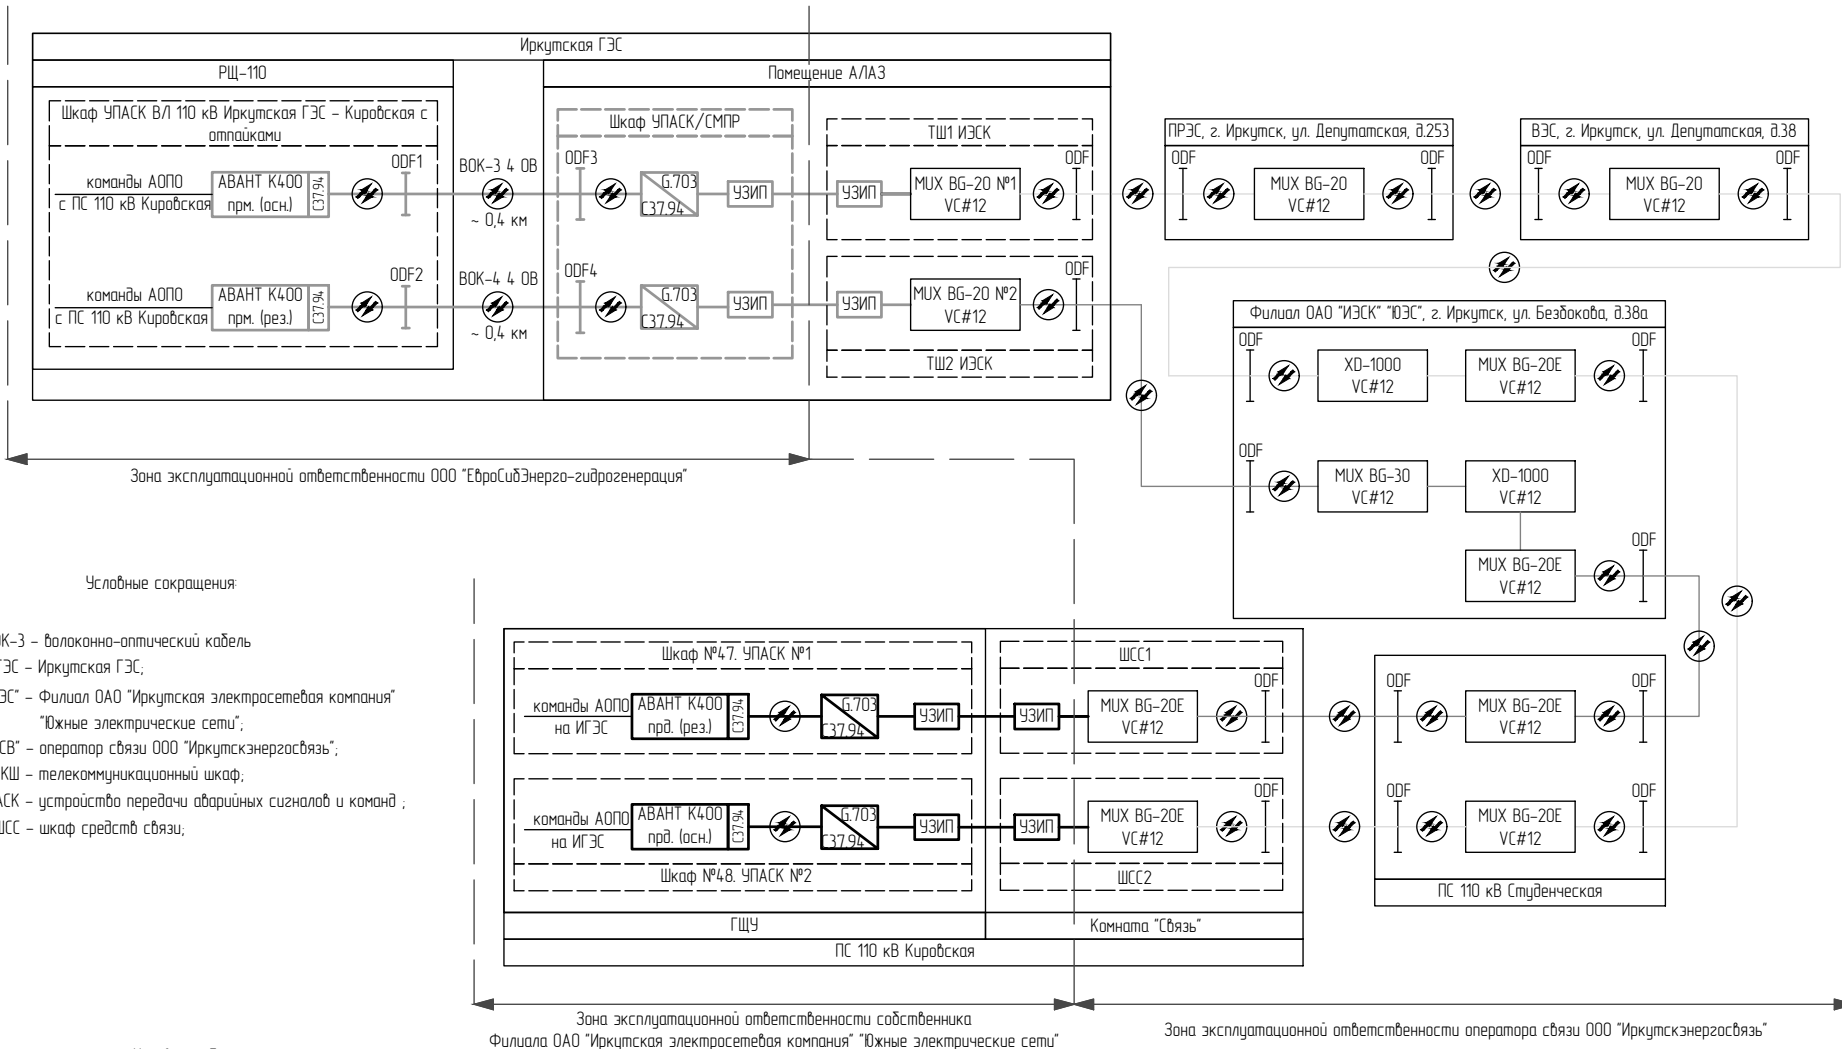 Иркутская ГЭС
РЩ-110
Помещение АЛАЗ
Шкаф УПАСК ВЛ 110 кВ Иркутская ГЭС - Кировская с
отпайками
команды АОПО
с ПС 110 кВ Кировская
АВАНТ К400
прм. (осн.)
C37.94
ODF1
ВОК-3 4 ОВ
~ 0,4 км
команды АОПО
с ПС 110 кВ Кировская
АВАНТ К400
прм. (рез.)
C37.94
ODF2
ВОК-4 4 ОВ
~ 0,4 км
Шкаф УПАСК/СМПР
ODF3
G.703
C37.94
УЗИП
ODF4
G.703
C37.94
УЗИП
ТШ1 ИЭСК
УЗИП
MUX BG-20 №1
VC#12
ODF
УЗИП
MUX BG-20 №2
VC#12
ODF
ТШ2 ИЭСК
ПРЭС, г. Иркутск, ул. Депутатская, д.253
ODF
MUX BG-20
VC#12
ODF
ВЭС, г. Иркутск, ул. Депутатская, д.38
ODF
MUX BG-20
VC#12
ODF
Филиал ОАО "ИЭСК" "ЮЭС", г. Иркутск, ул. Безбокова, д.38а
ODF
XD-1000
VC#12
MUX BG-20E
VC#12
ODF
ODF
MUX BG-30
VC#12
XD-1000
VC#12
MUX BG-20E
VC#12
ODF
Зона эксплуатационной ответственности ООО "ЕвроСибЭнерго-гидрогенерация"
Условные сокращения:
ОК-3 - волоконно-оптический кабель
ГЭС - Иркутская ГЭС;
ЭС" - Филиал ОАО "Иркутская электросетевая компания"
"Южные электрические сети";
СВ" - оператор связи ООО "Иркутскэнергосвязь";
КШ - телекоммуникационный шкаф;
АСК - устройство передачи аварийных сигналов и команд ;
ШСС - шкаф средств связи;
Шкаф №47. УПАСК №1
команды АОПО
на ИГЭС
АВАНТ К400
прд. (рез.)
C37.94
G.703
C37.94
УЗИП
ШСС1
УЗИП
MUX BG-20E
VC#12
ODF
команды АОПО
на ИГЭС
АВАНТ К400
прд. (осн.)
C37.94
G.703
C37.94
УЗИП
Шкаф №48. УПАСК №2
УЗИП
MUX BG-20E
VC#12
ODF
ШСС2
ГЩУ
Комната "Связь"
ПС 110 кВ Кировская
ODF
MUX BG-20E
VC#12
ODF
ODF
MUX BG-20E
VC#12
ODF
ПС 110 кВ Студенческая
Зона эксплуатационной ответственности собственника
Филиала ОАО "Иркутская электросетевая компания" "Южные электрические сети"
Зона эксплуатационной ответственности оператора связи ООО "Иркутскэнергосвязь"